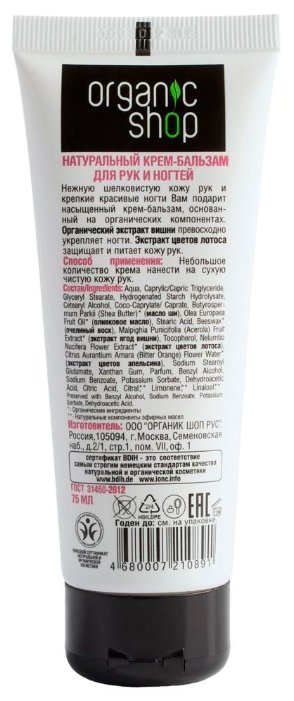 organic
shop
НАТУРАЛЬНЫЙ КРЕМ-БАЛЬЗАМ
ДЛЯ РУК И НОГТЕЙ
Нежную шелковистую кожу рук и
крепкие красивые ногти Вам подарит
насыщенный крем-бальзам, основан-
ный на органических компонентах.
Органический экстракт вишни превосходно
укрепляет ногти. Экстракт цветов лотоса
защищает и питает кожу рук.
Способ применения: Небольшое
количество крема нанести на сухую
чистую кожу рук.
Состав/Ingredients: Aqua, Caprylic/Capric Triglyceride,
Glyceryl Stearate, Hydrogenated Starch Hydrolysate,
Cetearyl Alcohol, Coco-Caprylate/ Caprate, Butyrosper-
mum Parkii (Shea Butter)* (масло ши), Olea Europaea
Fruit Oil* (оливковое масло), Stearic Acid, Beeswax*
(пчелиный воск), Malpighia Punicifolia (Acerola) Fruit
Extract* (экстракт ягод вишни), Tocopherol, Nelumbo
Nucifera Flower Extract* (экстракт цветов лотоса),
Citrus Aurantium Amara (Bitter Orange) Flower Water*
(экстракт цветов апельсина), Sodium Stearoyl
Glutamate, Xanthan Gum, Parfum, Benzyl Alcohol,
Sodium Benzoate, Potassium Sorbate, Dehydroacetic
Acid, Citric Acid, Citral**, Limonene**, Linalool**.
Preserved with Benzyl Alcohol, Sodium Benzoate, Potassium
Sorbate, Dehydroacetic Acid.
* - Органические ингредиенты
** - Натуральные компоненты эфирных масел
Изготовитель: ООО "ОРГАНИК ШОП РУС",
Россия,105094, г.Москва, Семеновская
наб.,д.2/1, стр.1, пом. VII, оф. 1
сертификат BDIH - это соответствие
самым строгим немецким стандартам качества
натуральной и органической косметики
www.bdih.de www.ionc.info
ГОСТ 31460-2012
75 МЛ
НЕМЕЦКИЙ СЕРТИФИКАТ
НАТУРАЛЬНОЙ И
ОРГАНИЧЕСКОЙ
КОСМЕТИКИ
2/4
HD/LDPE
EAC
Годен до: см. на упаковке
4 680007 210891